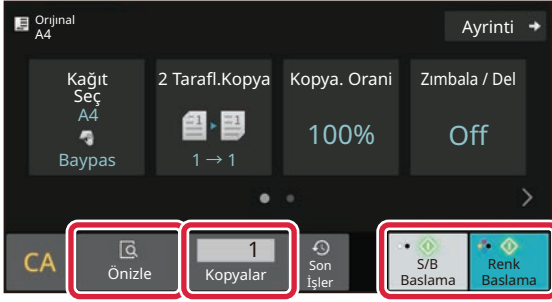 Orijinal
A4
Ayrinti
Kağıt
Seç
A4
Baypas
2 Tarafl.Kopya
1 → 1
Kopya. Orani
100%
Zımbala / Del
Off
CA
Önizle
1
Kopyalar
Son
İşler
S/B
Baslama
Renk
Baslama